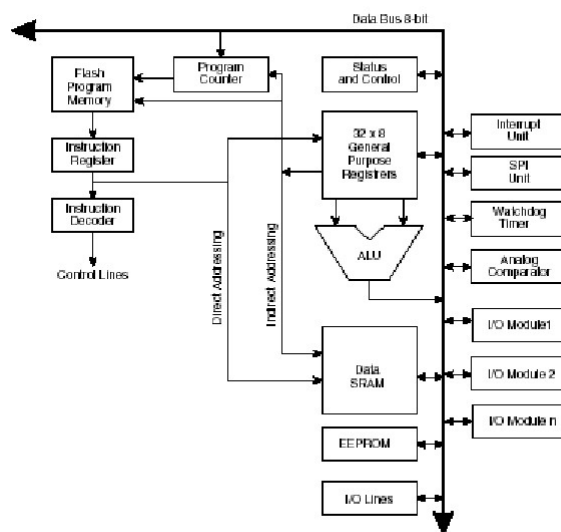 Data Bus 8-bit
Flash
Program
Memory
Program
Counter
Status
and Control
Instruction
Register
32 x 8
General
Purpose
Registrers
Interrupt
Unit
SPI
Unit
Instruction
Decoder
Watchdog
Timer
Control Lines
Direct Addressing
Indirect Addressing
ALU
Analog
Comparator
I/O Module1
Data
SRAM
I/O Module 2
I/O Module n
EEPROM
I/O Lines